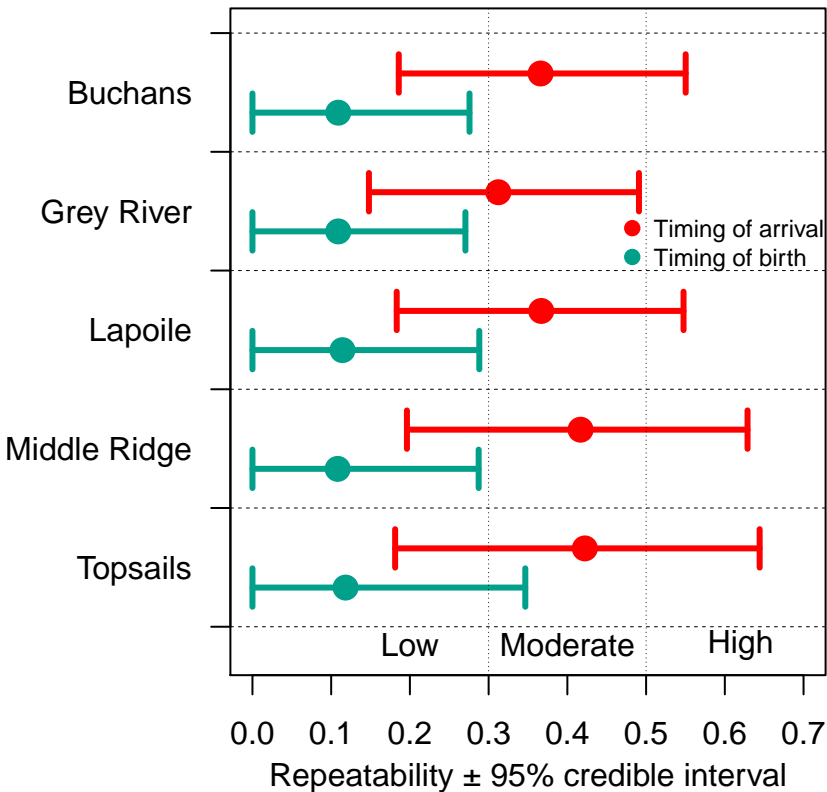 Buchans
Grey River
Timing of arrival
Timing of birth
Lapoile
Middle Ridge
Topsails
Low Moderate High
0.0 0.1 0.2 0.3 0.4 0.5 0.6 0.7
Repeatability ± 95% credible interval